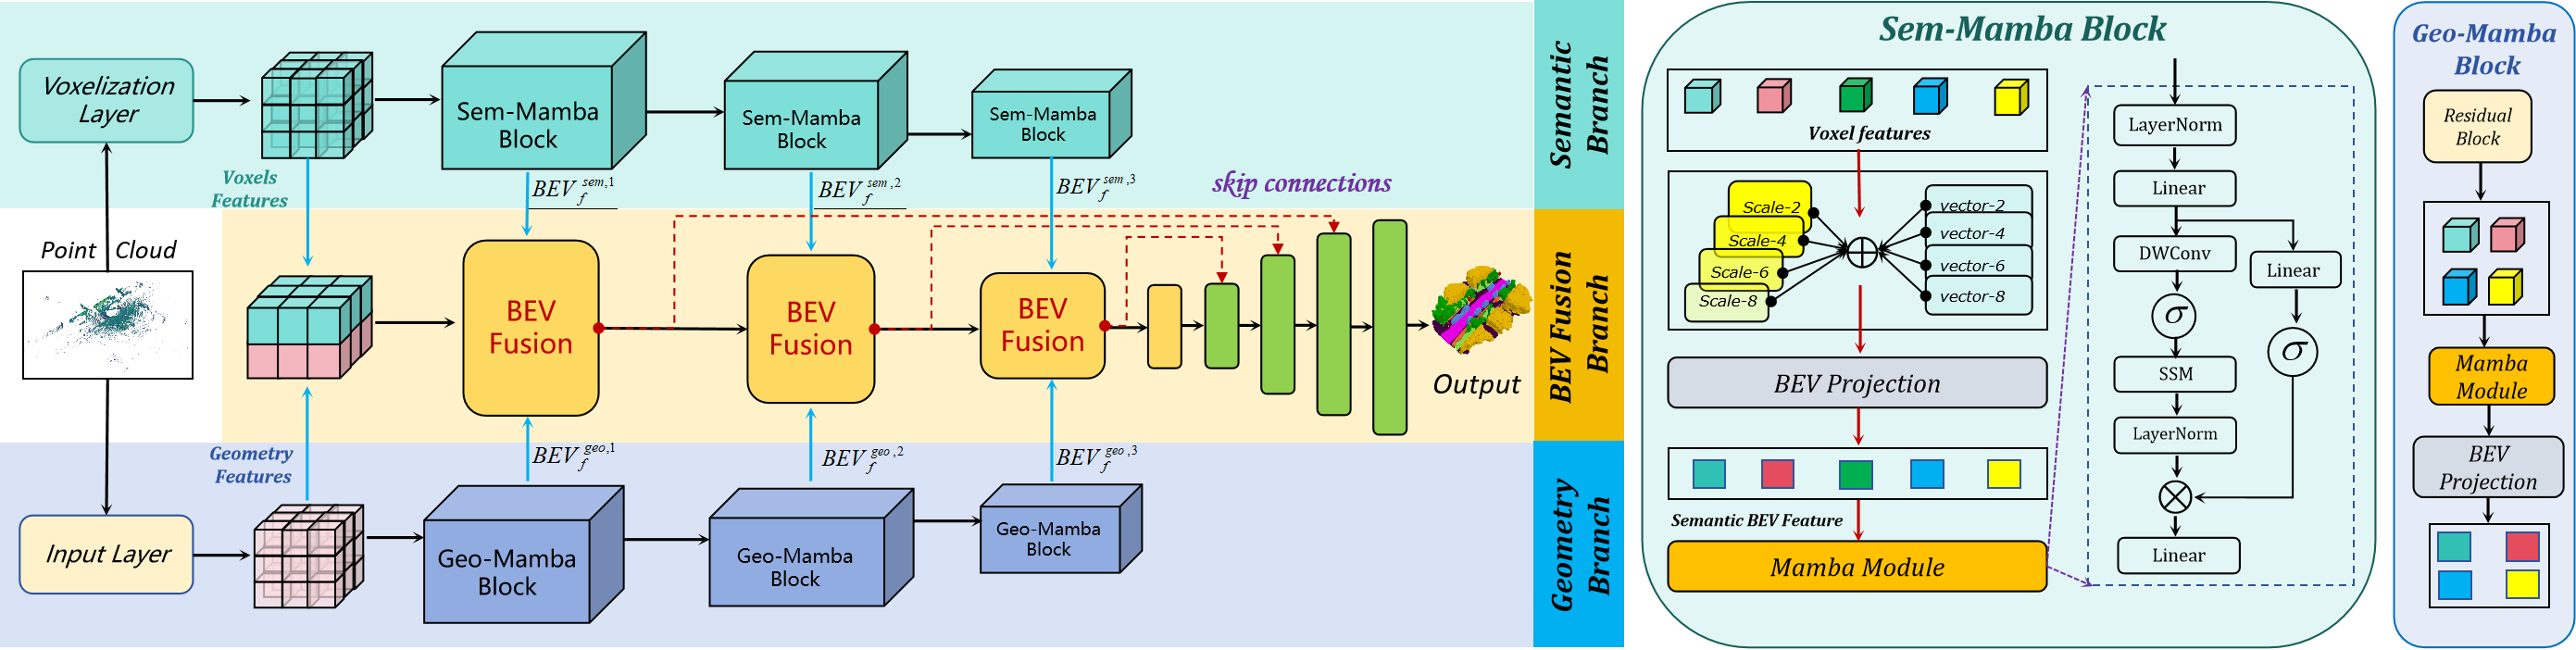 Voxelization
Layer
Voxels
Features
Point Cloud
Geometry
Features
Input Layer
Sem-Mamba
Block
Sem-Mamba
Block
Sem-Mamba
Block
BEV_f^{sem,1}
BEV_f^{sem,2}
BEV_f^{sem,3}
skip connections
BEV
Fusion
BEV
Fusion
BEV
Fusion
Output
BEV_f^{geo,1}
BEV_f^{geo,2}
BEV_f^{geo,3}
Geo-Mamba
Block
Geo-Mamba
Block
Geo-Mamba
Block
Semantic
Branch
BEV Fusion
Branch
Geometry
Branch
Sem-Mamba Block
Voxel features
Scale-2
Scale-4
Scale-6
Scale-8
vector-2
vector-4
vector-6
vector-8
BEV Projection
Semantic BEV Feature
Mamba Module
LayerNorm
Linear
DWConv
Linear
σ
σ
SSM
LayerNorm
Linear
Geo-Mamba
Block
Residual
Block
Mamba
Module
BEV
Projection